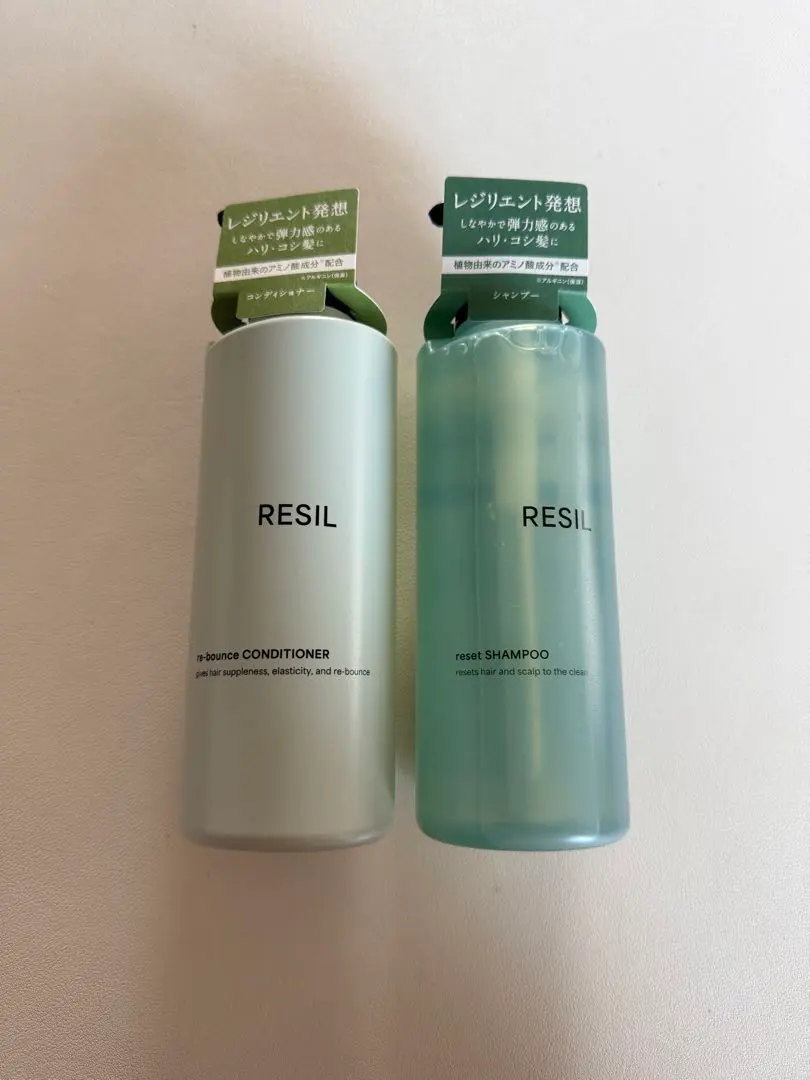 レジリエント発想
しなやかで弾力感のある
ハリ・コシ髪に
植物由来のアミノ酸成分※配合
※アルギニン(保湿)
コンディショナー
RESIL
re-bounce CONDITIONER
gives hair suppleness, elasticity, and re-bounce
レジリエント発想
しなやかで弾力感のある
ハリ・コシ髪に
植物由来のアミノ酸成分※配合
※アルギニン(保湿)
シャンプー
RESIL
reset SHAMPOO
resets hair and scalp to the clean